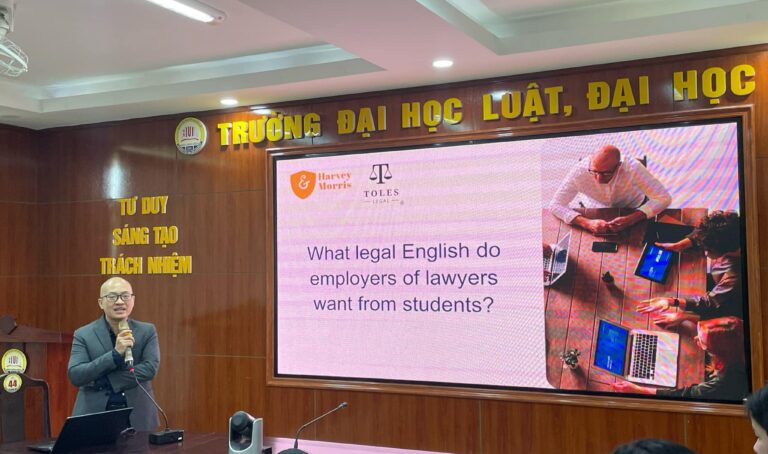 TRƯỜNG ĐẠI HỌC LUẬT, ĐẠI HỌC
TƯ DUY
SÁNG TẠO
TRÁCH NHIỆM
Harvey
& Morris
TOLES
LEGAL
What legal English do
employers of lawyers
want from students?
44